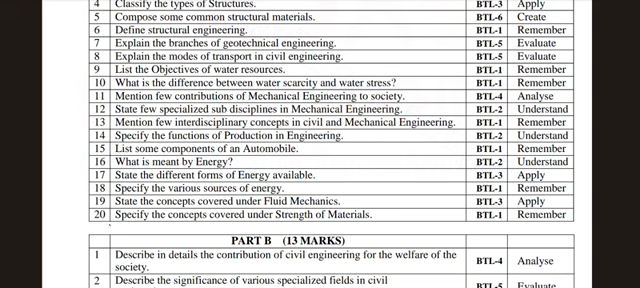 4 Classify the types of Structures. BTL-3 Apply
5 Compose some common structural materials. BTL-6 Create
6 Define structural engineering. BTL-1 Remember
7 Explain the branches of geotechnical engineering. BTL-5 Evaluate
8 Explain the modes of transport in civil engineering. BTL-5 Evaluate
9 List the Objectives of water resources. BTL-1 Remember
10 What is the difference between water scarcity and water stress? BTL-1 Remember
11 Mention few contributions of Mechanical Engineering to society. BTL-4 Analyse
12 State few specialized sub disciplines in Mechanical Engineering. BTL-2 Understand
13 Mention few interdisciplinary concepts in civil and Mechanical Engineering. BTL-1 Remember
14 Specify the functions of Production in Engineering. BTL-2 Understand
15 List some components of an Automobile. BTL-1 Remember
16 What is meant by Energy? BTL-2 Understand
17 State the different forms of Energy available. BTL-3 Apply
18 Specify the various sources of energy. BTL-1 Remember
19 State the concepts covered under Fluid Mechanics. BTL-3 Apply
20 Specify the concepts covered under Strength of Materials. BTL-1 Remember
PART B (13 MARKS)
1 Describe in details the contribution of civil engineering for the welfare of the
society. BTL-4 Analyse
2 Describe the significance of various specialized fields in civil
BTL-5 Evaluate